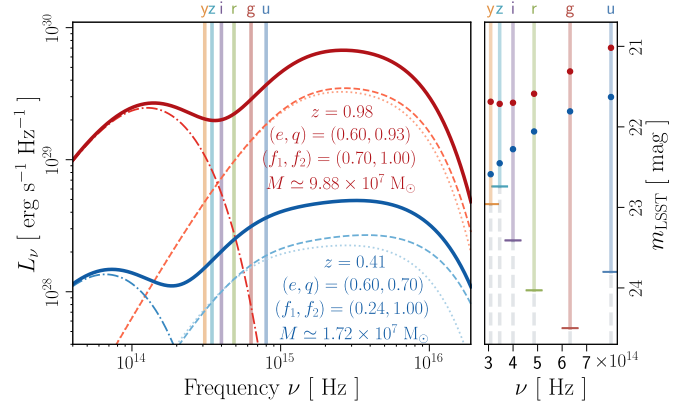 y z i r g u
y z i r g u
10^30
10^29
10^28
L_ν [ erg s^−1 Hz^−1 ]
z = 0.98
(e, q) = (0.60, 0.93)
(f_1, f_2) = (0.70, 1.00)
M ≃ 9.88 × 10^7 M_⊙
z = 0.41
(e, q) = (0.60, 0.70)
(f_1, f_2) = (0.24, 1.00)
M ≃ 1.72 × 10^7 M_⊙
10^14 10^15 10^16
Frequency ν [ Hz ]
21
22
23
24
m_LSST [ mag ]
3 4 5 6 7 ×10^14
ν [ Hz ]